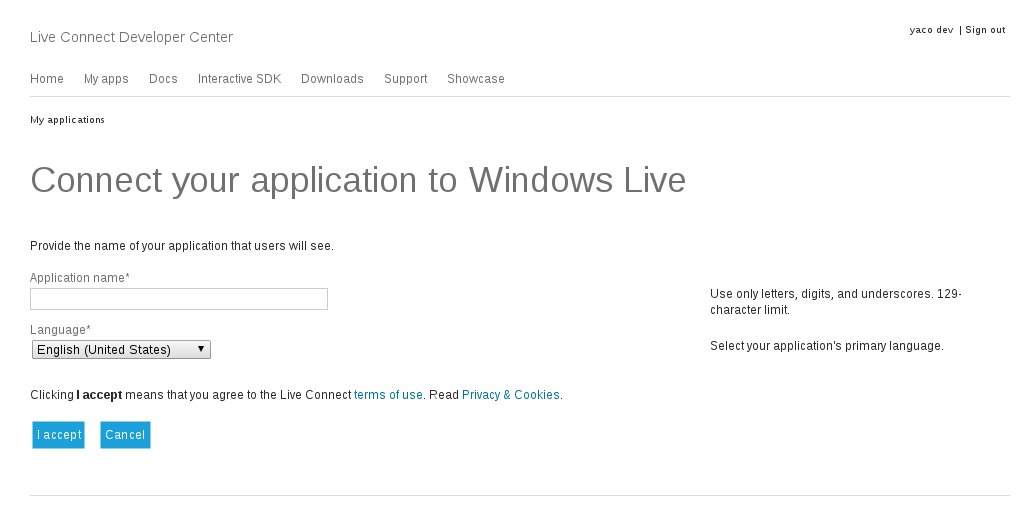 Live Connect Developer Center
yaco dev | Sign out
Home My apps Docs Interactive SDK Downloads Support Showcase
My applications
Connect your application to Windows Live
Provide the name of your application that users will see.
Application name*
Use only letters, digits, and underscores. 129-
character limit.
Language*
English (United States)
Select your application's primary language.
Clicking I accept means that you agree to the Live Connect terms of use. Read Privacy & Cookies.
I accept Cancel